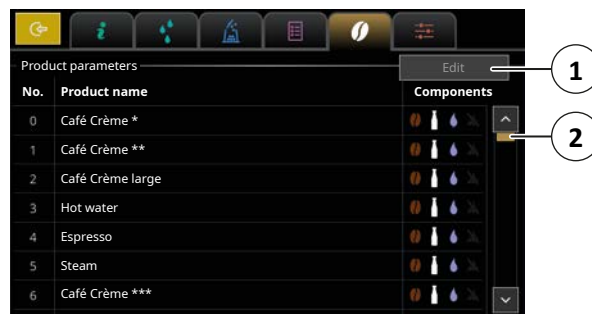 Product parameters Edit 1
No. Product name Components
0 Café Crème *
1 Café Crème ** 2
2 Café Crème large
3 Hot water
4 Espresso
5 Steam
6 Café Crème ***